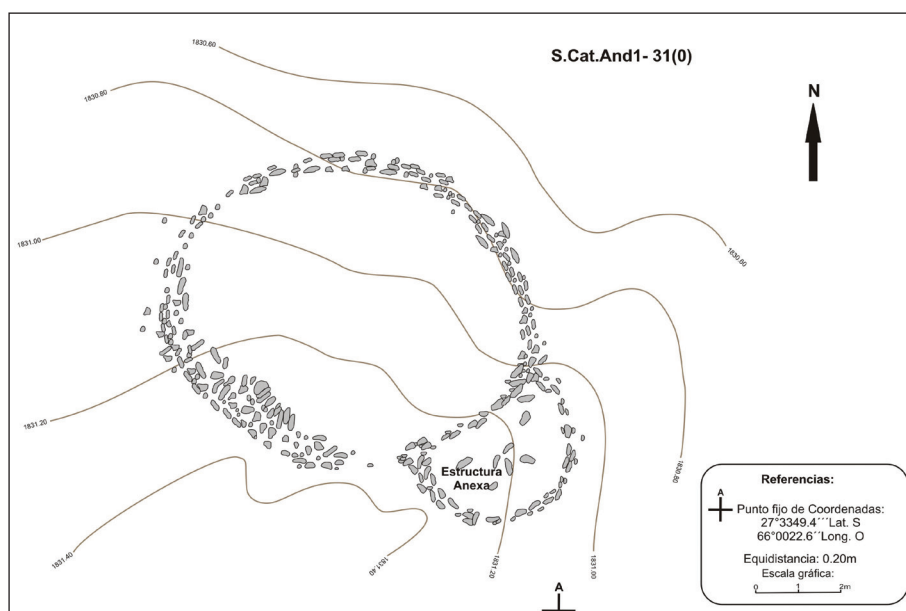 S.Cat.And1- 31(0)
N
1830.60
1830.80
1831.00
1831.20
1831.40
1830.60
1830.80
1831.00
1831.20
1831.40
Estructura
Anexa
A
Referencias:
A
Punto fijo de Coordenadas:
27°3349.4´´´Lat. S
66°0022.6´´Long. O
Equidistancia: 0.20m
Escala gráfica:
0 1 2m